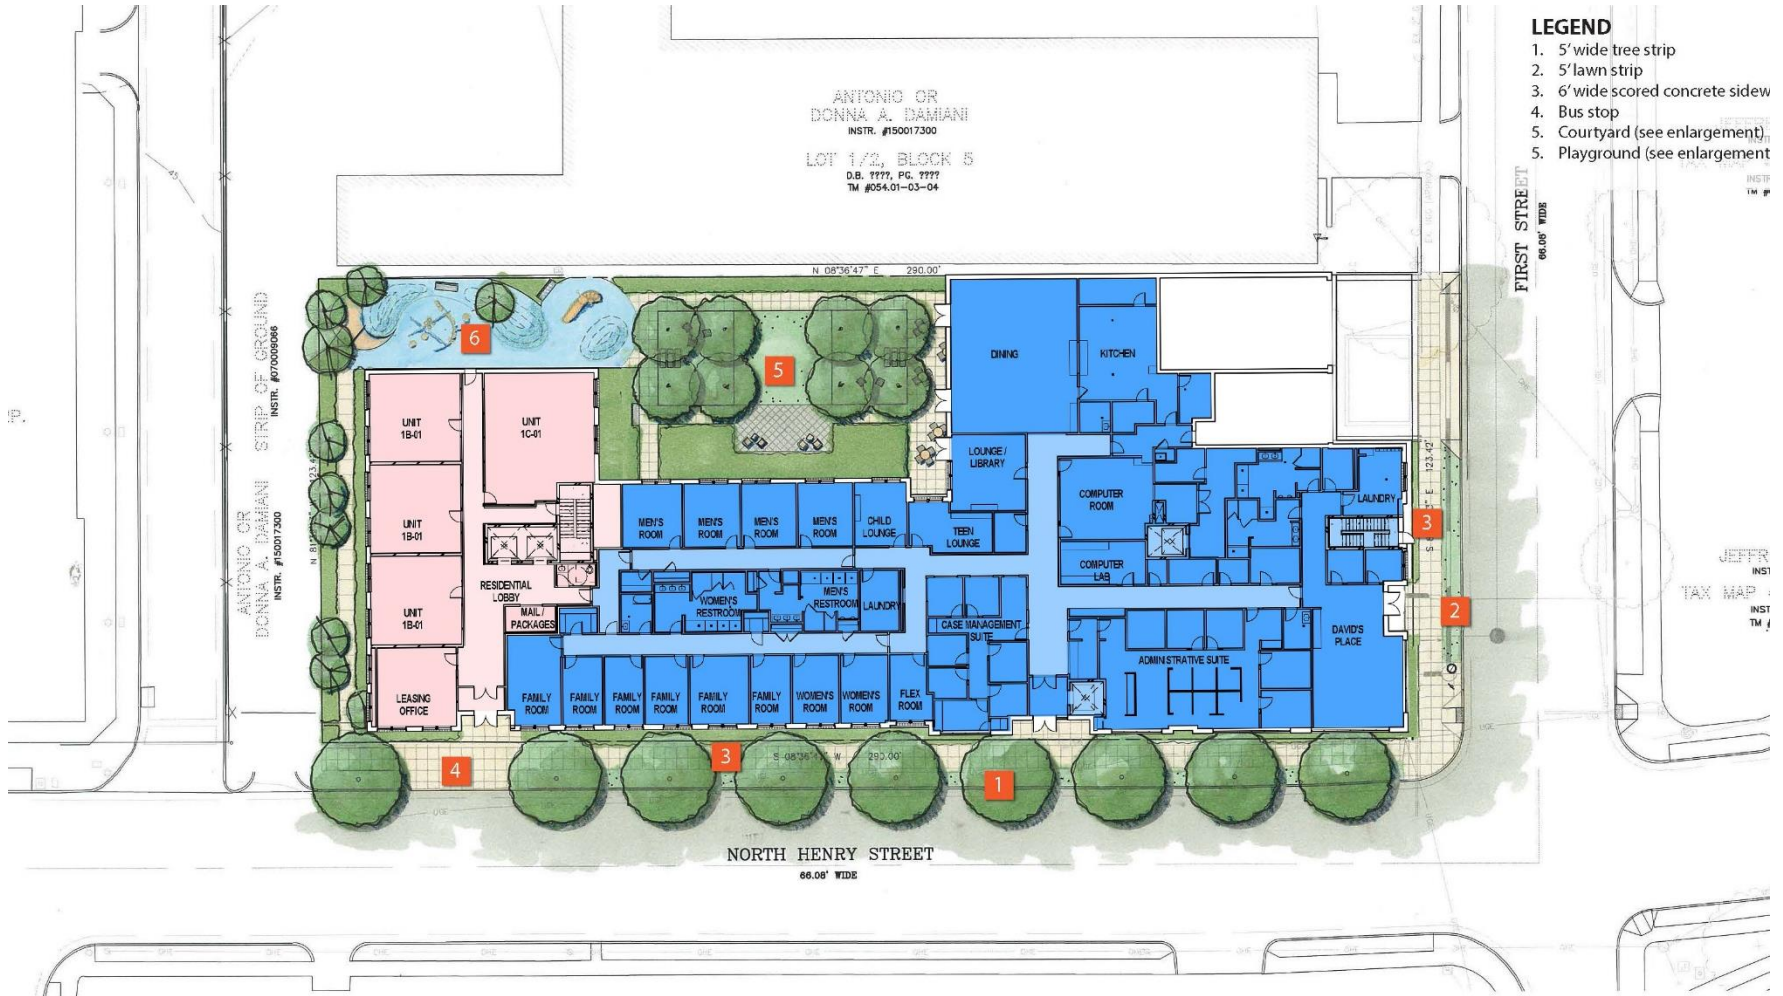 LEGEND
1. 5' wide tree strip
2. 5' lawn strip
3. 6' wide scored concrete sidew
4. Bus stop
5. Courtyard (see enlargement)
5. Playground (see enlargement
ANTONIO OR
DONNA A. DAMIANI
INSTR. #150017300
LOT 1/2, BLOCK 5
D.B. ????, PG. ????
TM #054.01-03-04
FIRST STREET
66.08' WIDE
N 08°36'47" E 290.00'
STRIP OF GROUND
INSTR. #070009066
ANTONIO OR
DONNA A. DAMIANI
INSTR. #150017300
6
5
DINING
KITCHEN
UNIT
1B-01
UNIT
1C-01
LOUNGE /
LIBRARY
COMPUTER
ROOM
LAUNDRY
UNIT
1B-01
MEN'S
ROOM
MEN'S
ROOM
MEN'S
ROOM
MEN'S
ROOM
CHILD
LOUNGE
TEEN
LOUNGE
3
COMPUTER
LAB
RESIDENTIAL
LOBBY
MAIL /
PACKAGES
UNIT
1B-01
WOMEN'S
RESTROOM
MEN'S
RESTROOM
LAUNDRY
CASE MANAGEMENT
SUITE
DAVID'S
PLACE
2
ADMINISTRATIVE SUITE
LEASING
OFFICE
FAMILY
ROOM
FAMILY
ROOM
FAMILY
ROOM
FAMILY
ROOM
FAMILY
ROOM
FAMILY
ROOM
WOMEN'S
ROOM
WOMEN'S
ROOM
FLEX
ROOM
4
3
1
290.00'
NORTH HENRY STREET
66.08' WIDE
JEFFR
INST
TAX MAP
INST
TM #